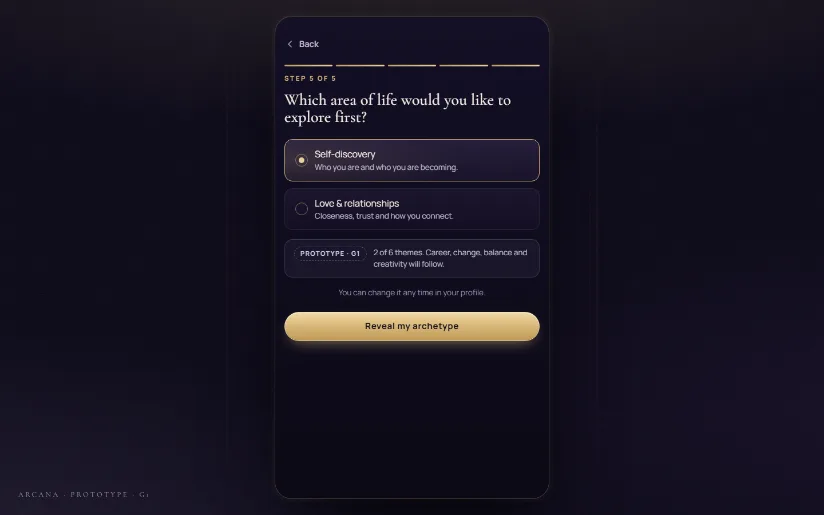 Back
STEP 5 OF 5
Which area of life would you like to
explore first?
Self-discovery
Who you are and who you are becoming.
Love & relationships
Closeness, trust and how you connect.
PROTOTYPE · G1
2 of 6 themes. Career, change, balance and
creativity will follow.
You can change it any time in your profile.
Reveal my archetype
ARCANA · PROTOTYPE · G1